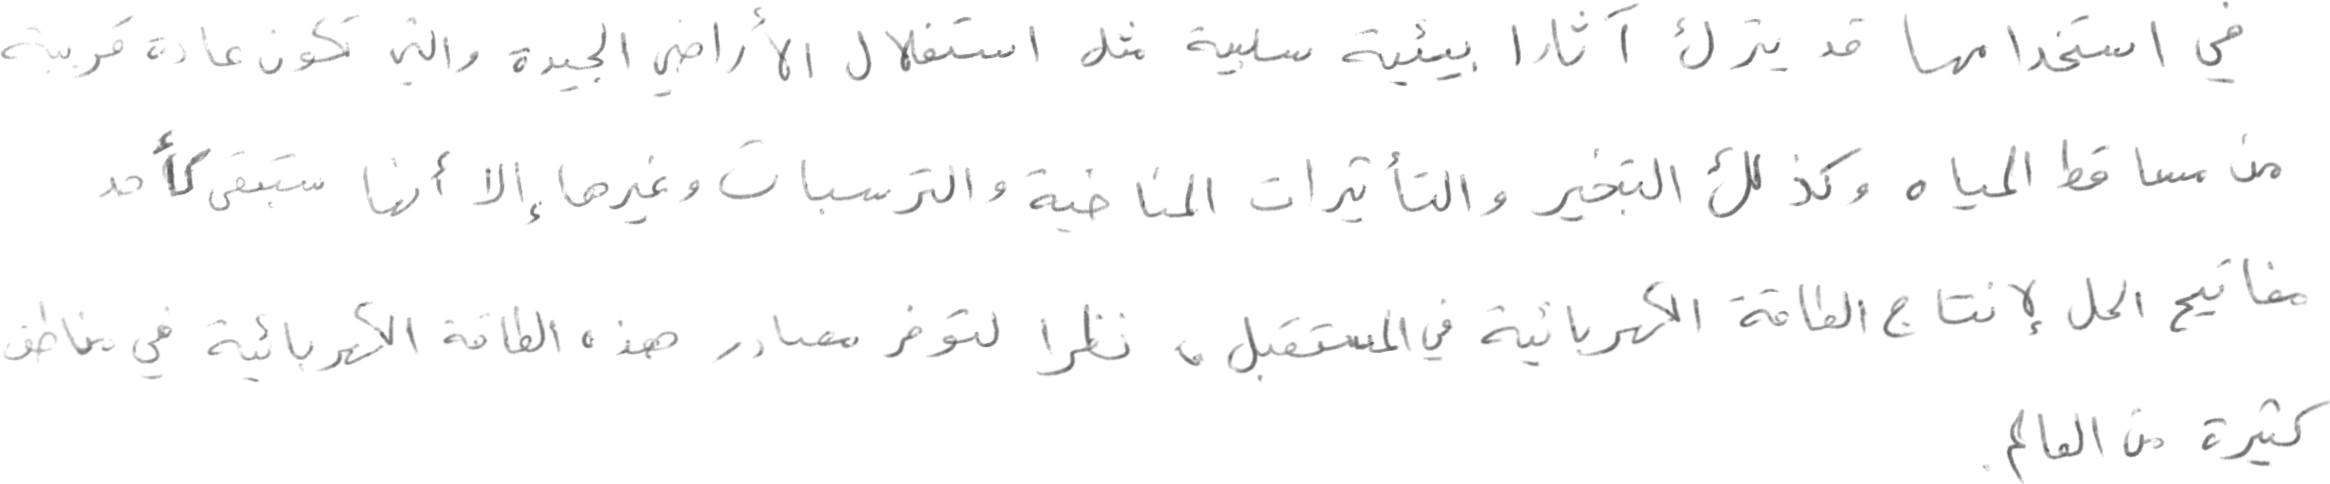 في استخدامها قد يترك آثارا بيئية سلبية مثل استغلال الأراضي الجيدة والتي تكون عادة قريبة
من مساقط المياه وكذلك التبخير والتأثيرات المناخية والترسبات وغيرها إلا أنها ستبقى كأحد
مفاتيح الحل لإنتاج الطاقة الكهربائية في المستقبل، نظرا لتوفر مصادر هذه الطاقة الكهربائية في مناطق
كثيرة من العالم.